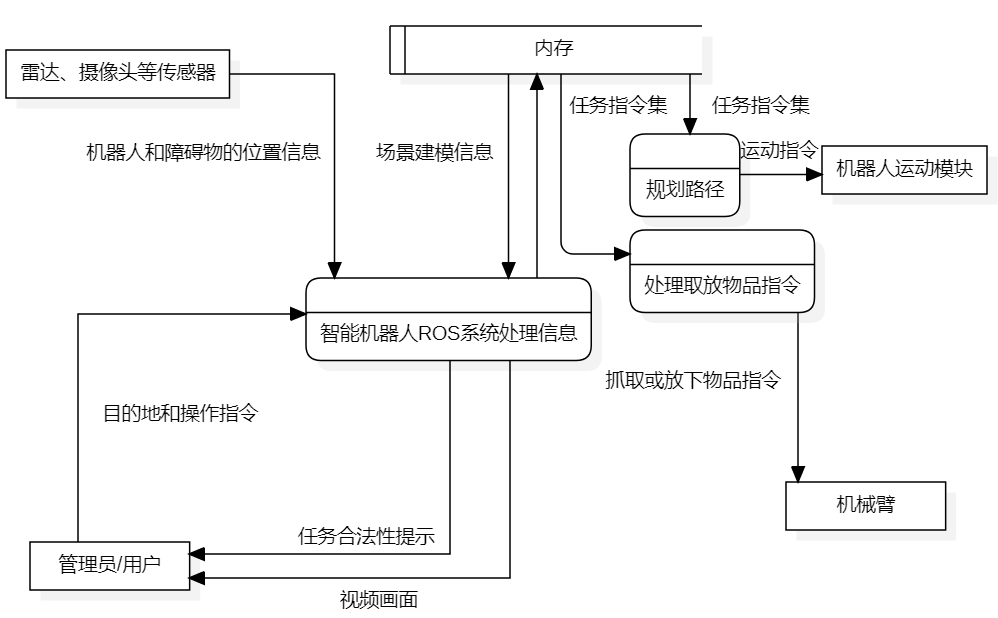 内存
雷达、摄像头等传感器
任务指令集
任务指令集
机器人和障碍物的位置信息
场景建模信息
运动指令
机器人运动模块
规划路径
处理取放物品指令
智能机器人ROS系统处理信息
抓取或放下物品指令
目的地和操作指令
机械臂
任务合法性提示
管理员/用户
视频画面